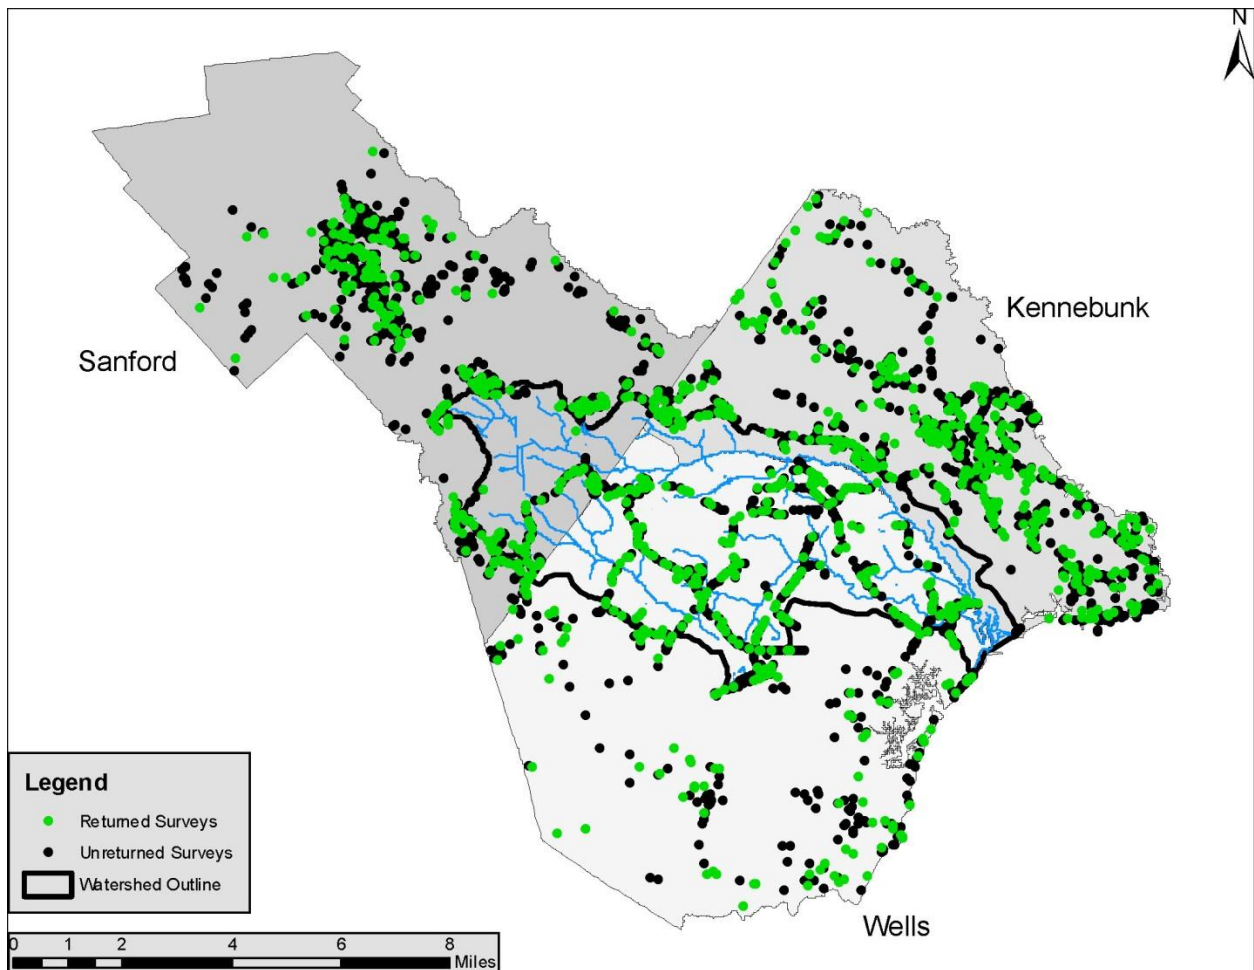 N
Kennebunk
Sanford
Legend
Returned Surveys
Unreturned Surveys
Watershed Outline
Wells
0 1 2 4 6 8
Miles